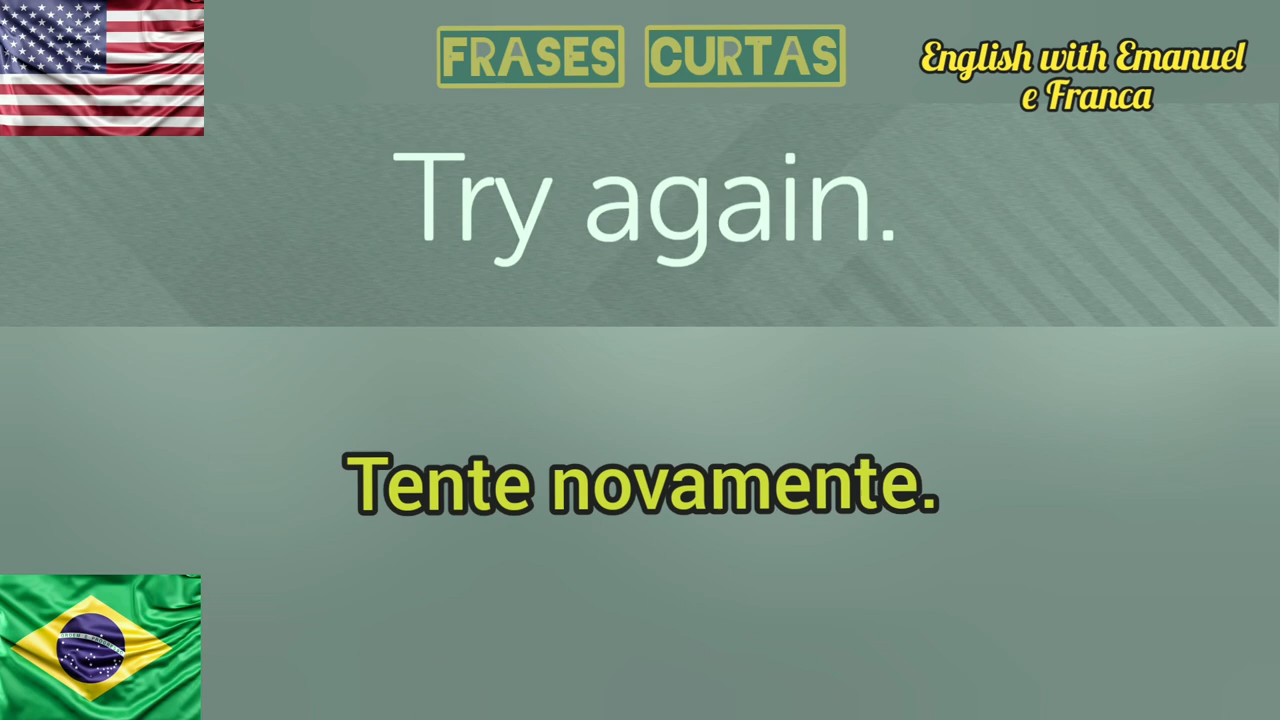 FRASES CURTAS
English with Emanuel
e Franca
Try again.
Tente novamente.